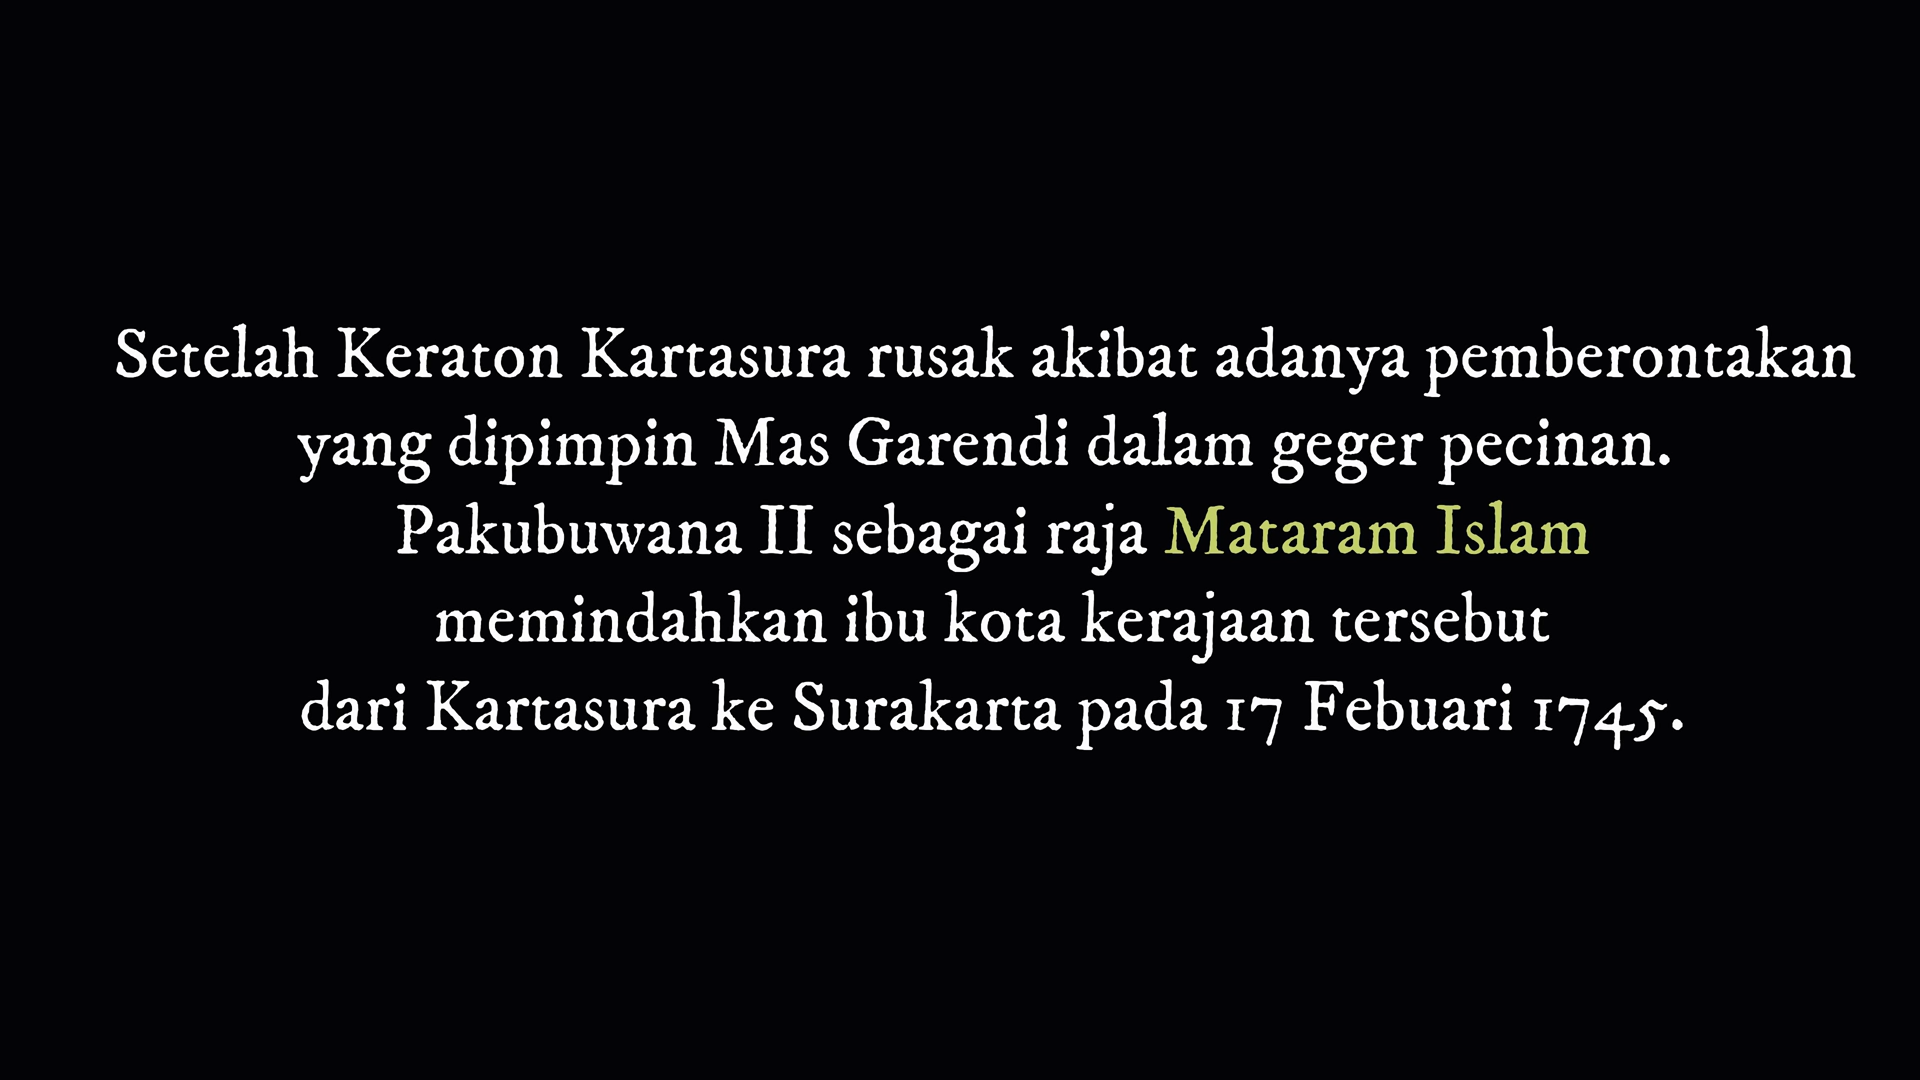 Setelah Keraton Kartasura rusak akibat adanya pemberontakan
yang dipimpin Mas Garendi dalam geger pecinan.
Pakubuwana II sebagai raja Mataram Islam
memindahkan ibu kota kerajaan tersebut
dari Kartasura ke Surakarta pada 17 Febuari 1745.